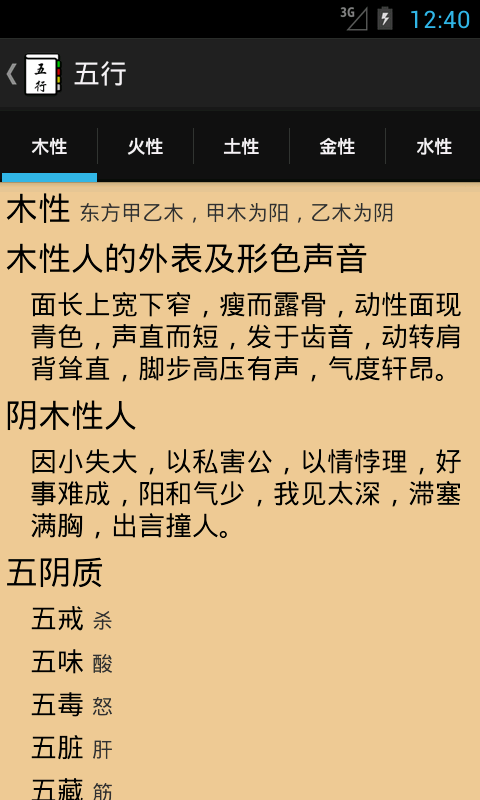 3G 12:40
五行
五行
木性 火性 土性 金性 水性
木性 东方甲乙木，甲木为阳，乙木为阴
木性人的外表及形色声音
面长上宽下窄，瘦而露骨，动性面现
青色，声直而短，发于齿音，动转肩
背耸直，脚步高压有声，气度轩昂。
阴木性人
因小失大，以私害公，以情悖理，好
事难成，阳和气少，我见太深，滞塞
满胸，出言撞人。
五阴质
五戒 杀
五味 酸
五毒 怒
五脏 肝
五藏 筋